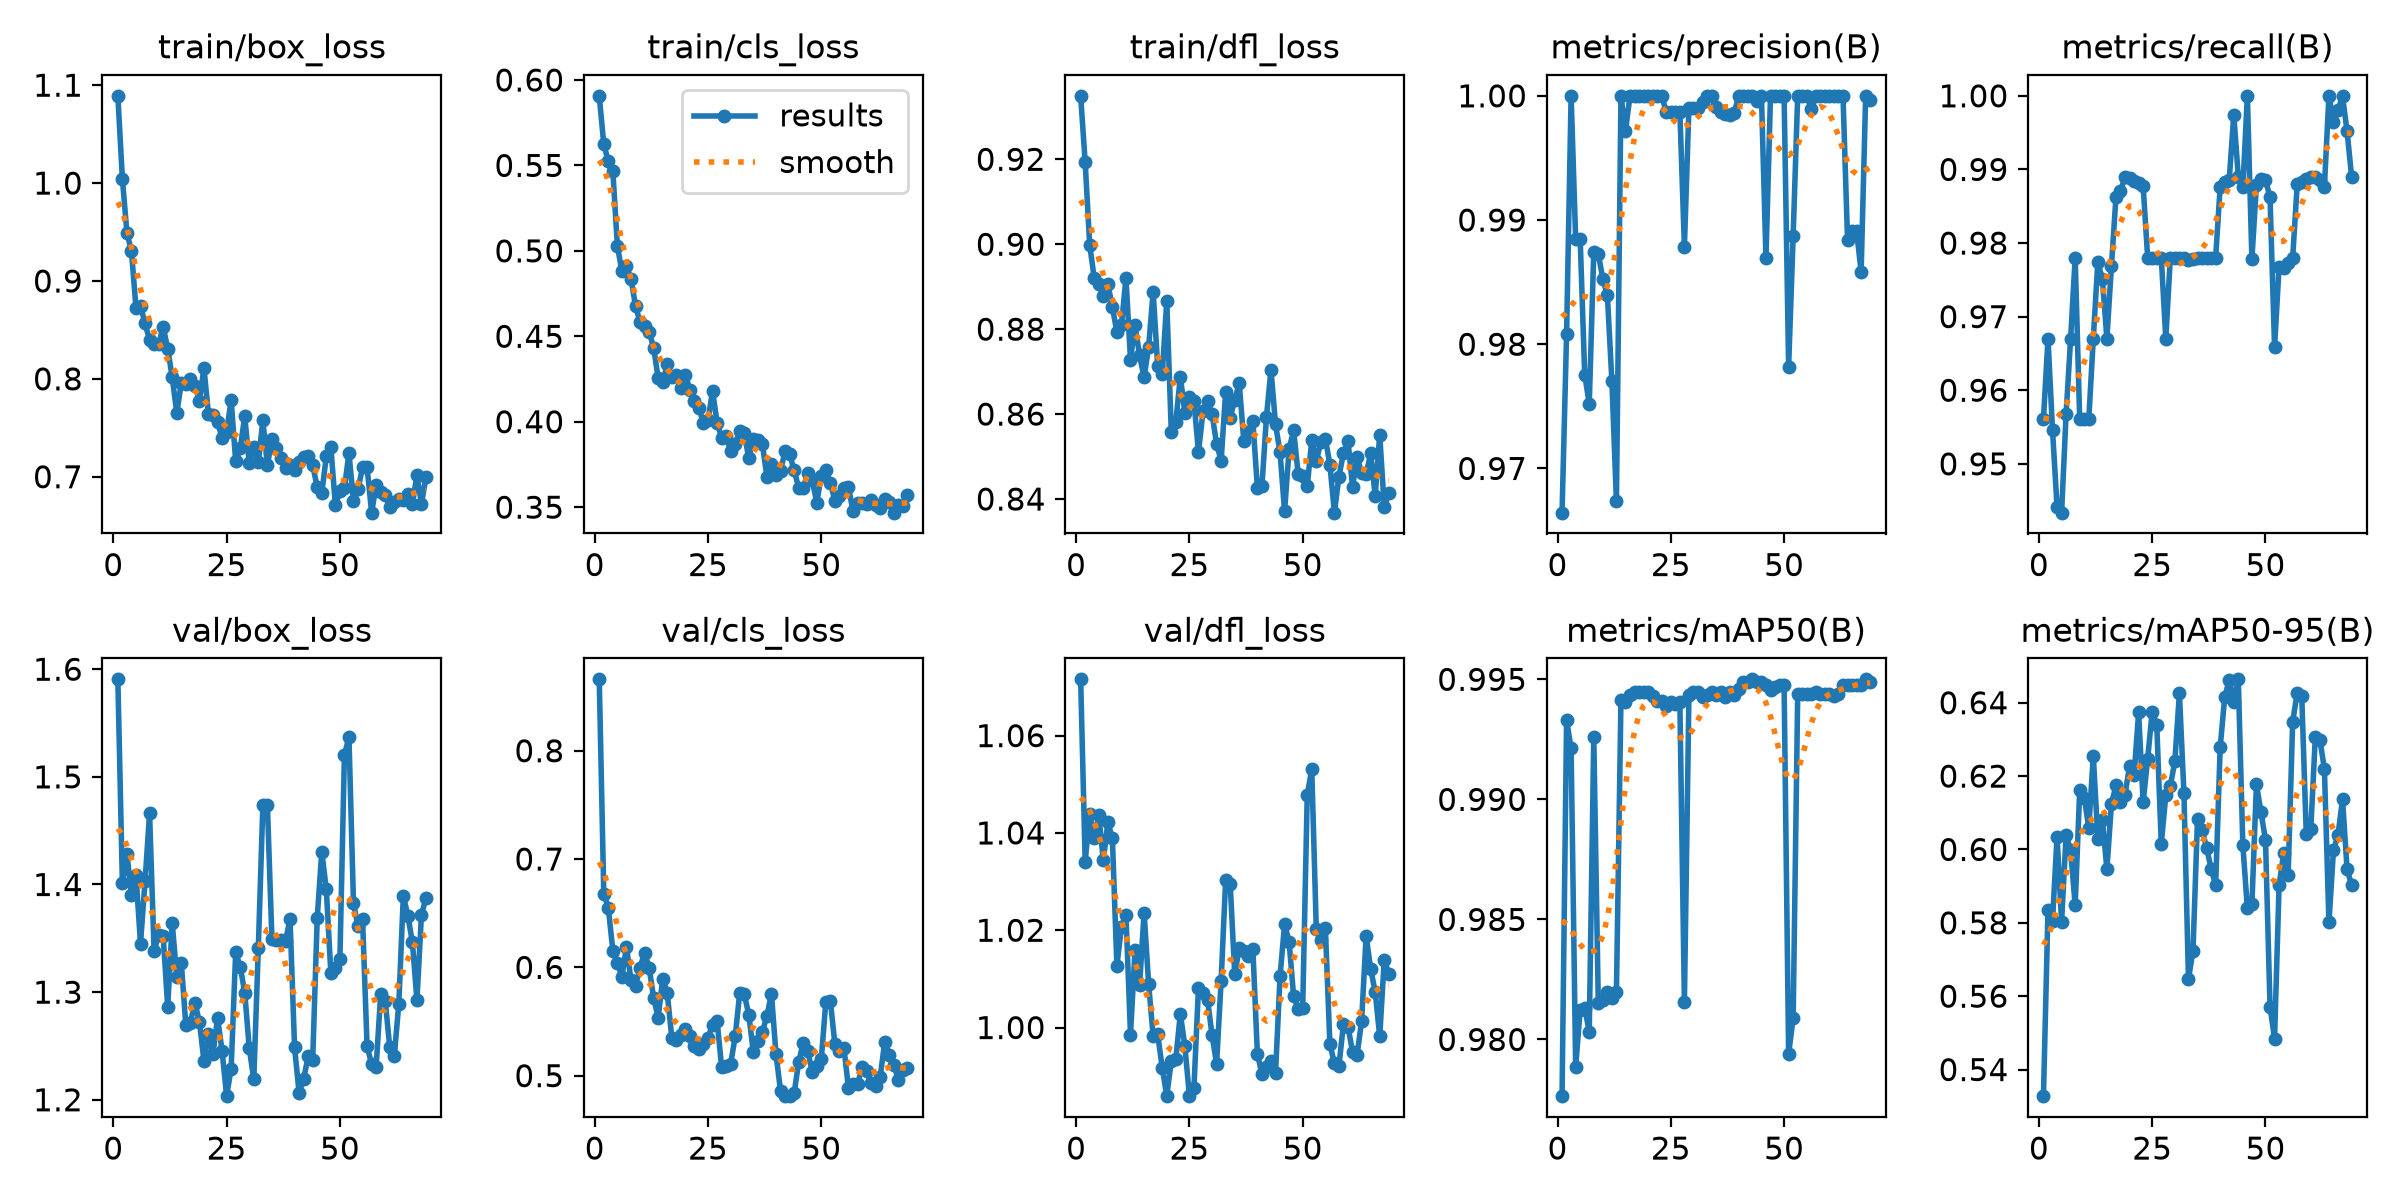 train/box_loss
train/cls_loss
train/dfl_loss
metrics/precision(B)
metrics/recall(B)
1.1
1.0
0.9
0.8
0.7
0 25 50
0.60
0.55
0.50
0.45
0.40
0.35
0 25 50
results
smooth
0.92
0.90
0.88
0.86
0.84
0 25 50
1.00
0.99
0.98
0.97
0 25 50
1.00
0.99
0.98
0.97
0.96
0.95
0 25 50
val/box_loss
val/cls_loss
val/dfl_loss
metrics/mAP50(B)
metrics/mAP50-95(B)
1.6
1.5
1.4
1.3
1.2
0 25 50
0.8
0.7
0.6
0.5
0 25 50
1.06
1.04
1.02
1.00
0 25 50
0.995
0.990
0.985
0.980
0 25 50
0.64
0.62
0.60
0.58
0.56
0.54
0 25 50